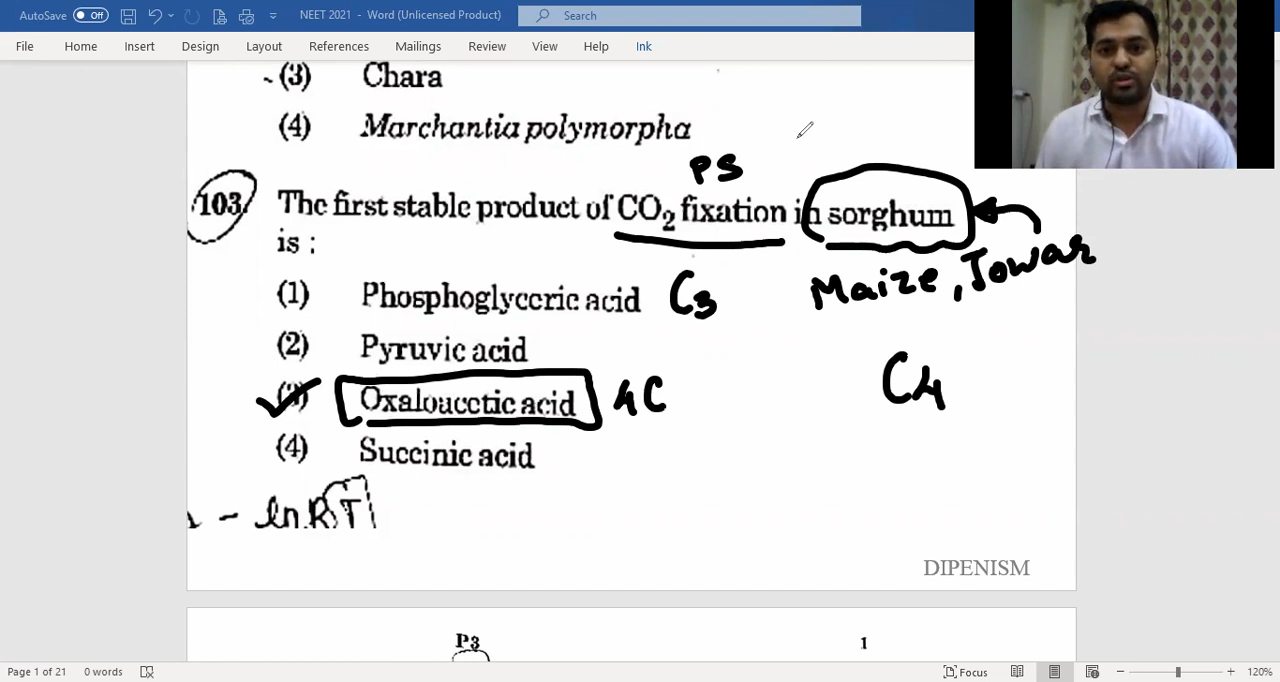 AutoSave Off NEET 2021 - Word (Unlicensed Product) Search
File Home Insert Design Layout References Mailings Review View Help Ink
(3) Chara
(4) Marchantia polymorpha
PS
103. The first stable product of CO2 fixation in sorghum
is :
Maize, Jowar
(1) Phosphoglyceric acid C3
(2) Pyruvic acid
(3) Oxaloacetic acid 4C
C4
(4) Succinic acid
- ln RT
DIPENISM
P3 1
Page 1 of 21 0 words Focus 120%